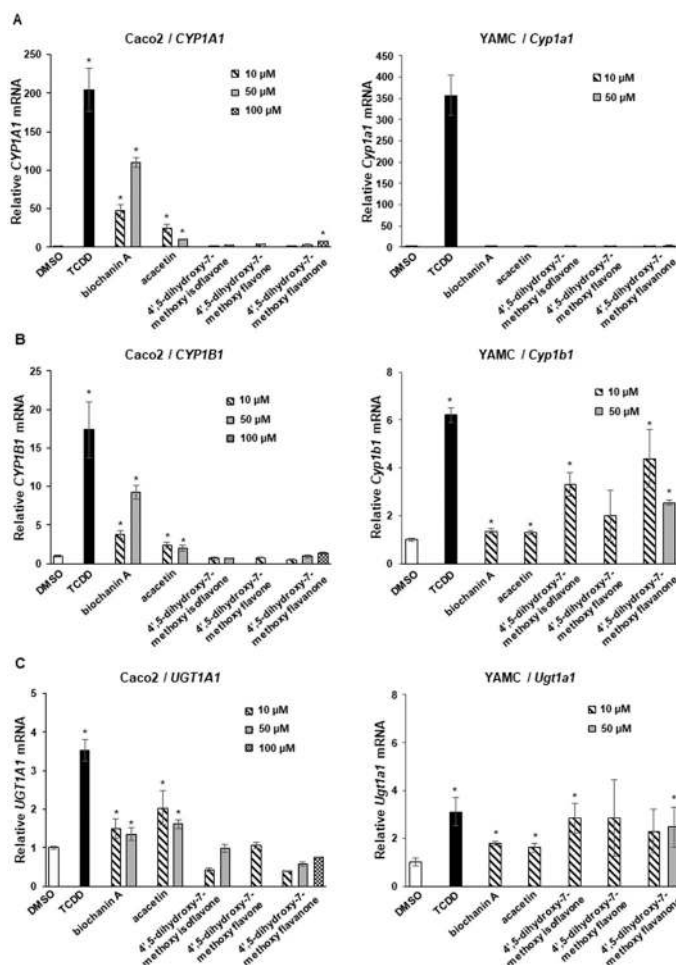 A
Caco2 / CYP1A1
Relative CYP1A1 mRNA
250
200
150
100
50
0
10 µM
50 µM
100 µM
*
*
*
*
*
*
DMSO
TCDD
biochanin A
acacetin
4',5-dihydroxy-7-
methoxy isoflavone
4',5-dihydroxy-7-
methoxy flavone
4',5-dihydroxy-7-
methoxy flavanone
YAMC / Cyp1a1
Relative Cyp1a1 mRNA
450
400
350
300
250
200
150
100
50
0
10 µM
50 µM
DMSO
TCDD
biochanin A
acacetin
4',5-dihydroxy-7-
methoxy isoflavone
4',5-dihydroxy-7-
methoxy flavone
4',5-dihydroxy-7-
methoxy flavanone
B
Caco2 / CYP1B1
Relative CYP1B1 mRNA
25
20
15
10
5
0
10 µM
50 µM
100 µM
*
*
*
*
*
DMSO
TCDD
biochanin A
acacetin
4',5-dihydroxy-7-
methoxy isoflavone
4',5-dihydroxy-7-
methoxy flavone
4',5-dihydroxy-7-
methoxy flavanone
YAMC / Cyp1b1
Relative Cyp1b1 mRNA
8
6
4
2
0
10 µM
50 µM
*
*
*
*
*
*
DMSO
TCDD
biochanin A
acacetin
4',5-dihydroxy-7-
methoxy isoflavone
4',5-dihydroxy-7-
methoxy flavone
4',5-dihydroxy-7-
methoxy flavanone
C
Caco2 / UGT1A1
Relative UGT1A1 mRNA
5
4
3
2
1
0
10 µM
50 µM
100 µM
*
*
*
*
*
DMSO
TCDD
biochanin A
acacetin
4',5-dihydroxy-7-
methoxy isoflavone
4',5-dihydroxy-7-
methoxy flavone
4',5-dihydroxy-7-
methoxy flavanone
YAMC / Ugt1a1
Relative Ugt1a1 mRNA
8
6
4
2
0
10 µM
50 µM
*
*
*
*
*
DMSO
TCDD
biochanin A
acacetin
4',5-dihydroxy-7-
methoxy isoflavone
4',5-dihydroxy-7-
methoxy flavone
4',5-dihydroxy-7-
methoxy flavanone